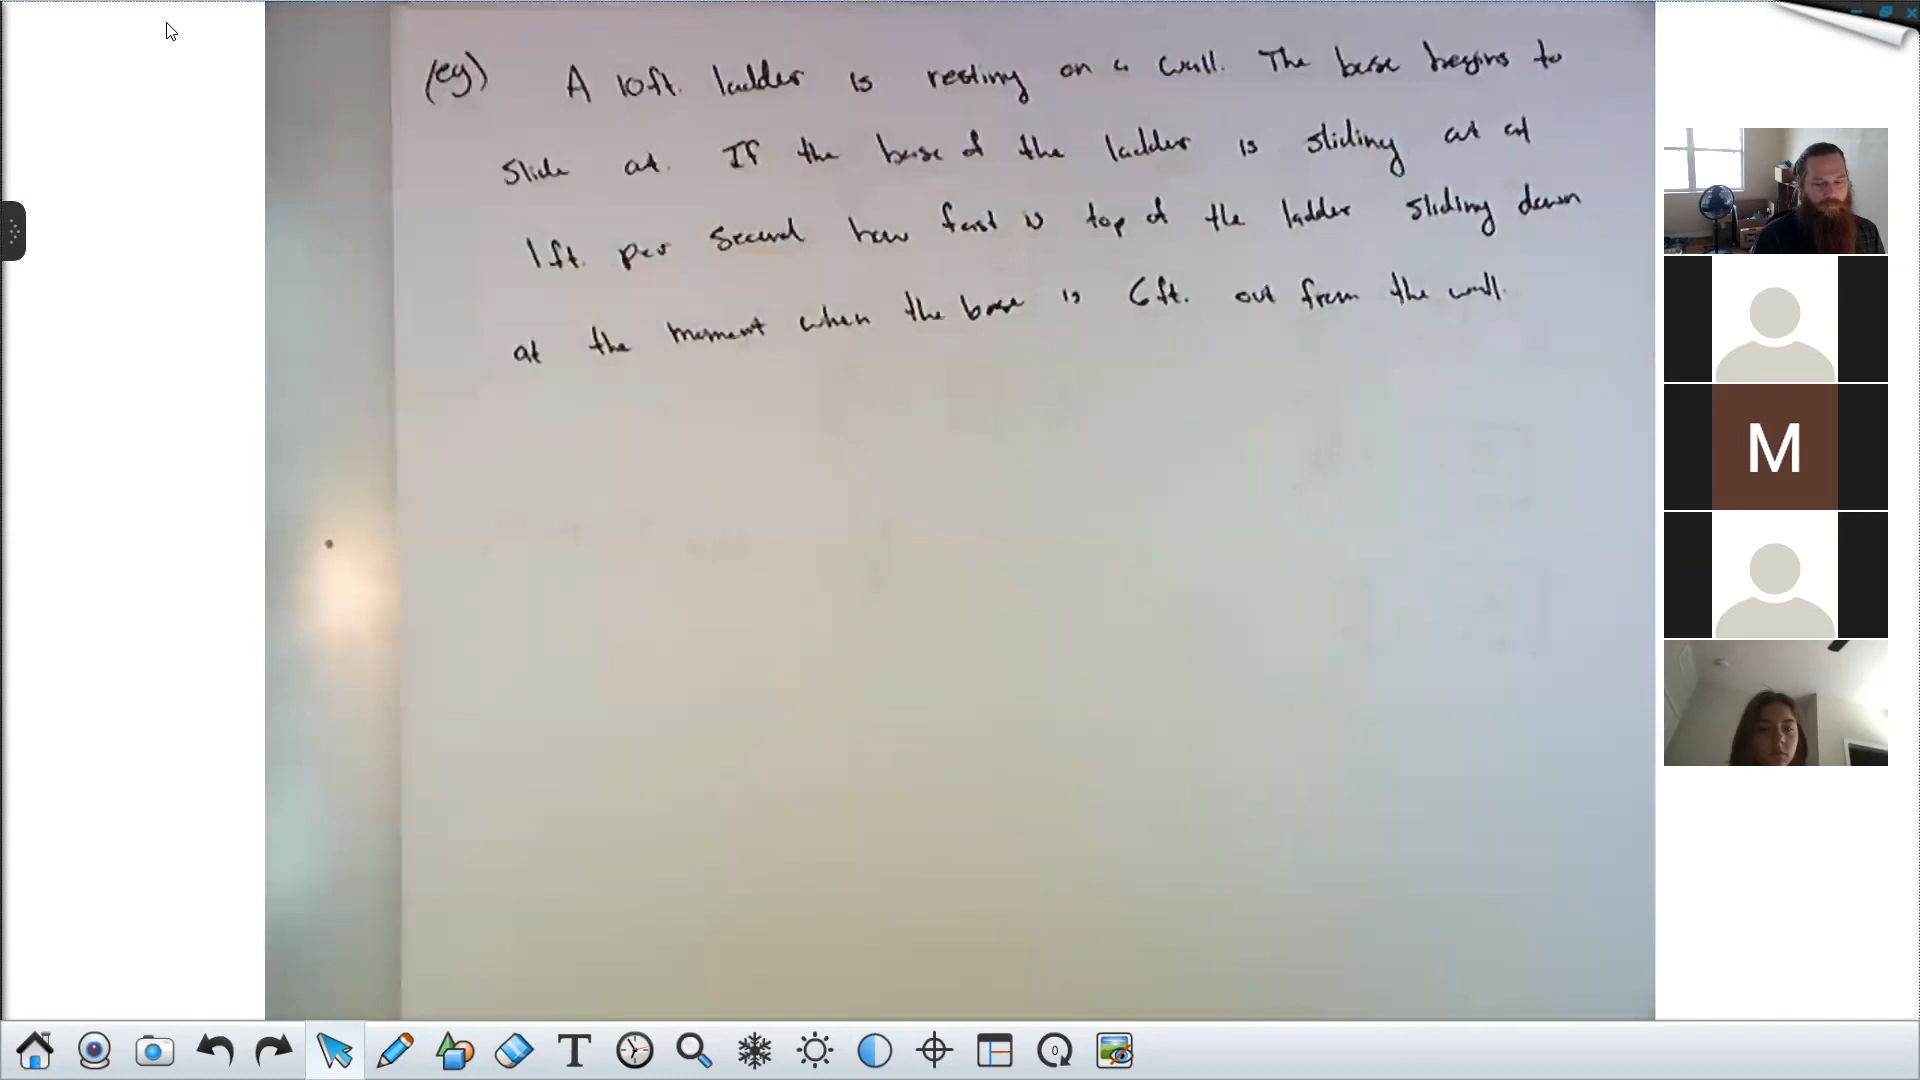 (eg) A 10ft. ladder is resting on a wall. The base begins to
slide out. If the base of the ladder is sliding out at
1ft. per second how fast is top of the ladder sliding down
at the moment when the base is 6ft. out from the wall.
M
T
0